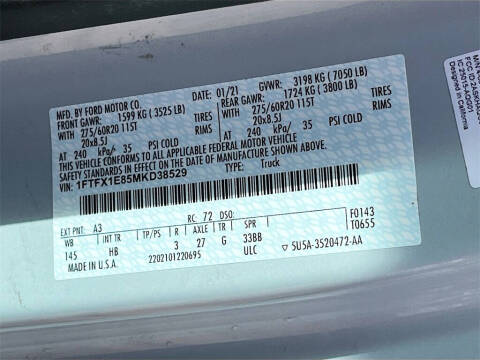 MFD. BY FORD MOTOR CO.
01/21 GVWR: 3198 KG ( 7050 LB)
FRONT GAWR: 1599 KG ( 3525 LB) REAR GAWR: 1724 KG ( 3800 LB)
WITH TIRES WITH TIRES
275/60R20 115T 275/60R20 115T
20x8.5J RIMS 20x8.5J RIMS
AT 240 kPa/ 35 PSI COLD AT 240 kPa/ 35 PSI COLD
THIS VEHICLE CONFORMS TO ALL APPLICABLE FEDERAL MOTOR VEHICLE
SAFETY STANDARDS IN EFFECT ON THE DATE OF MANUFACTURE SHOWN ABOVE.
VIN: 1FTFX1E85MKD38529 TYPE: Truck
EXT PNT: A3 RC: 72 DSO: F0143
WB INT TR TP/PS R AXLE TR SPR T0655
145 HB 3 27 G 33BB
MADE IN U.S.A. 2202101220695 ULC SU5A-3520472-AA
IC 25015-AOG01
Designed in California